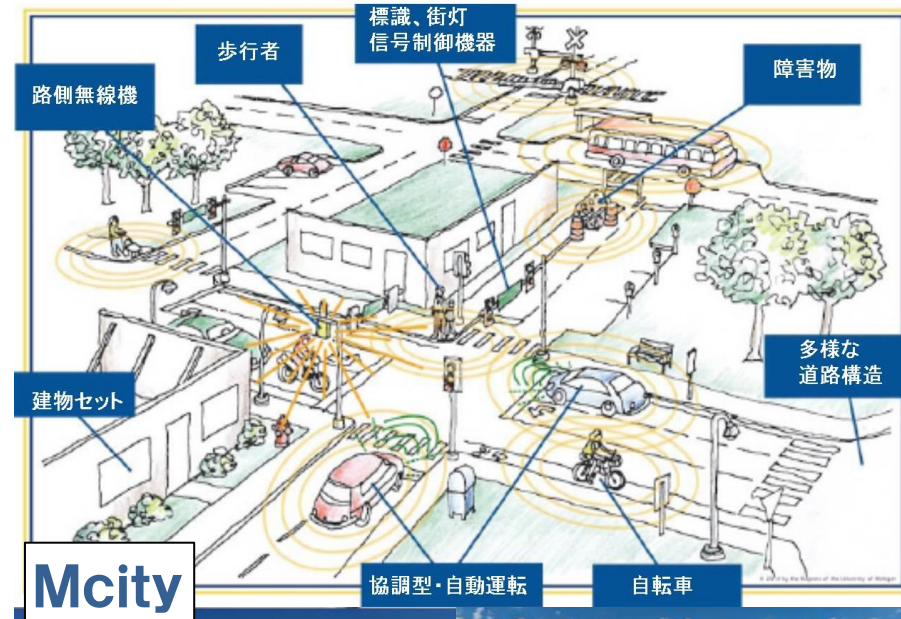 標識、街灯
信号制御機器
歩行者
障害物
路側無線機
多様な
道路構造
建物セット
Mcity
協調型・自動運転
自転車